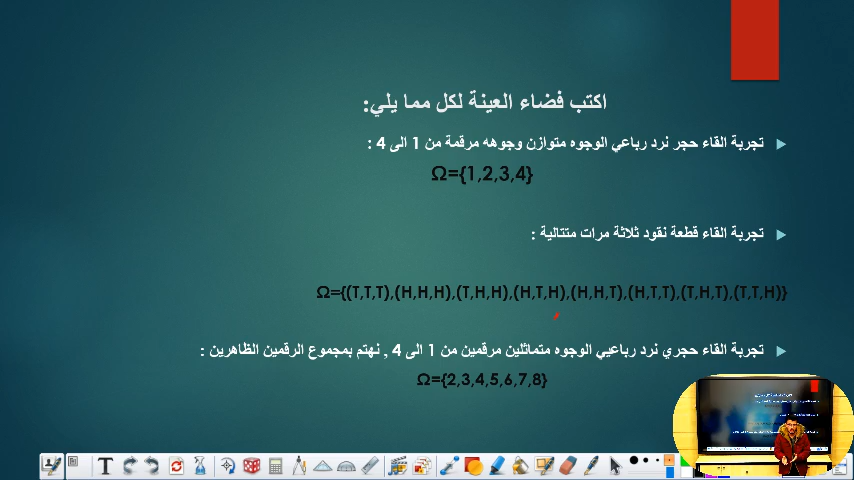 اكتب فضاء العينة لكل مما يلي:
تجربة القاء حجر نرد رباعي الوجوه متوازن وجوهه مرقمة من 1 الى 4 :
Ω={1,2,3,4}
تجربة القاء قطعة نقود ثلاثة مرات متتالية :
Ω={(T,T,T),(H,H,H),(T,H,H),(H,T,H),(H,H,T),(H,T,T),(T,H,T),(T,T,H)}
تجربة القاء حجري نرد رباعيي الوجوه متماثلين مرقمين من 1 الى 4 , نهتم بمجموع الرقمين الظاهرين :
Ω={2,3,4,5,6,7,8}